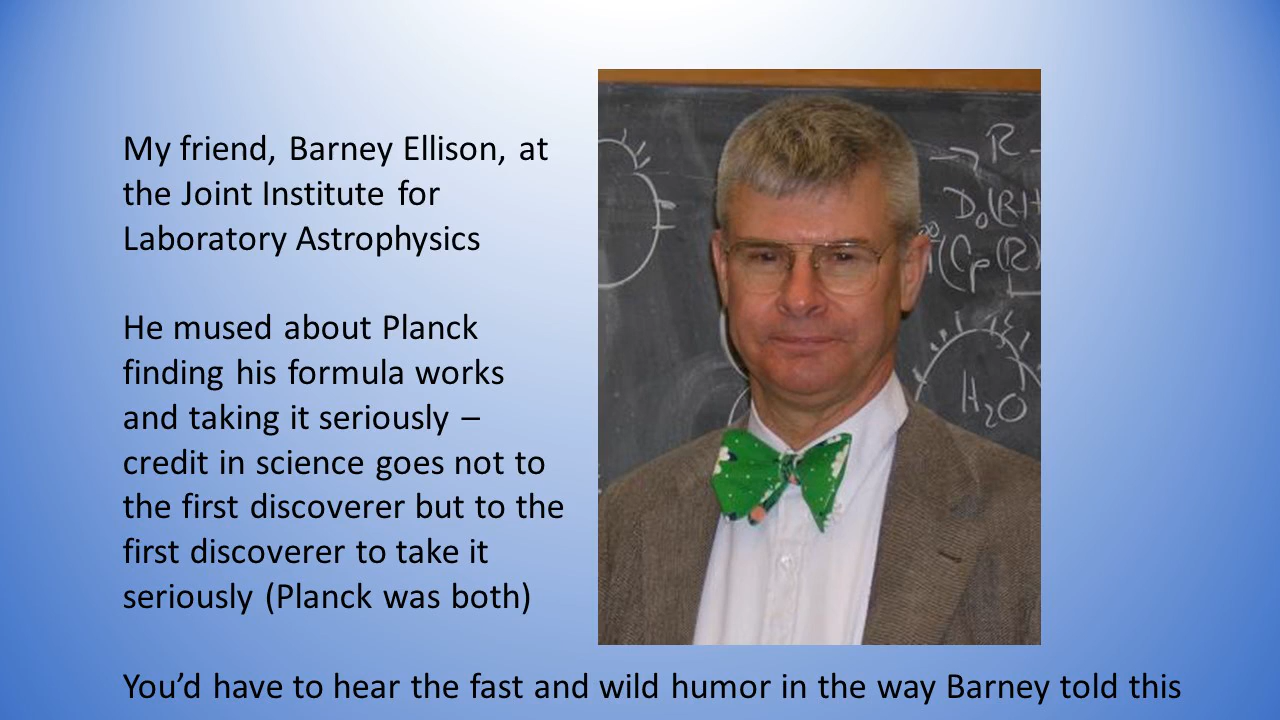 My friend, Barney Ellison, at
the Joint Institute for
Laboratory Astrophysics
He mused about Planck
finding his formula works
and taking it seriously –
credit in science goes not to
the first discoverer but to the
first discoverer to take it
seriously (Planck was both)
You’d have to hear the fast and wild humor in the way Barney told this
R
D₀(R)+
(Cₚ(R)
H₂O